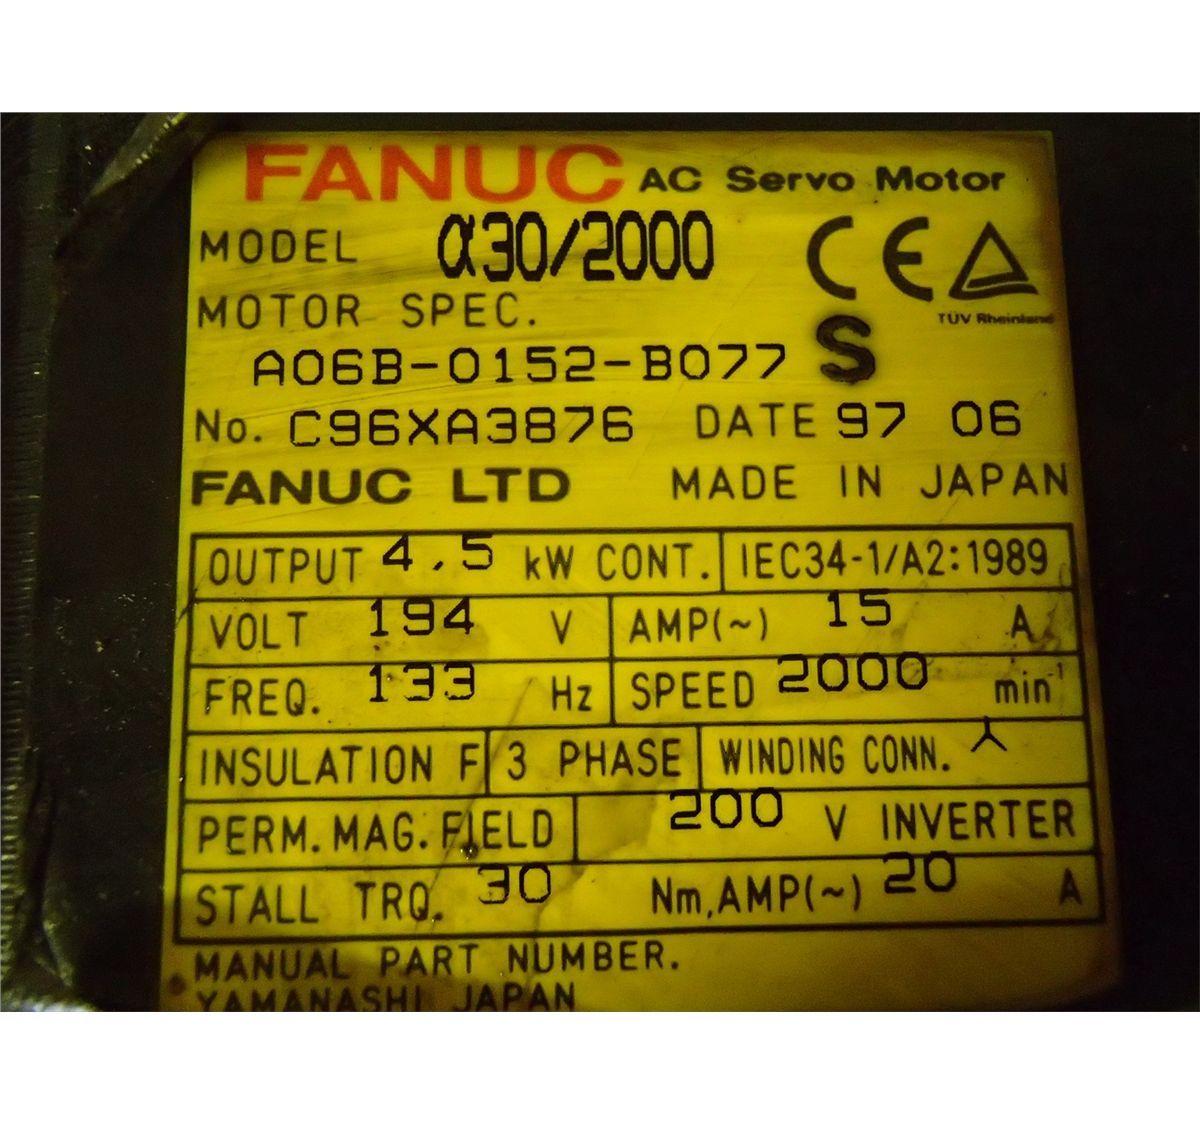 FANUC AC Servo Motor
MODEL α30/2000 CE
TÜV Rheinland
MOTOR SPEC.
A06B-0152-B077 S
No. C96XA3876 DATE 97 06
FANUC LTD MADE IN JAPAN
OUTPUT 4.5 kW CONT. IEC34-1/A2:1989
VOLT 194 V AMP(~) 15 A
FREQ. 133 Hz SPEED 2000 min⁻¹
INSULATION F 3 PHASE WINDING CONN.
PERM. MAG. FIELD 200 V INVERTER
STALL TRQ. 30 Nm, AMP(~) 20 A
MANUAL PART NUMBER.
YAMANASHI JAPAN